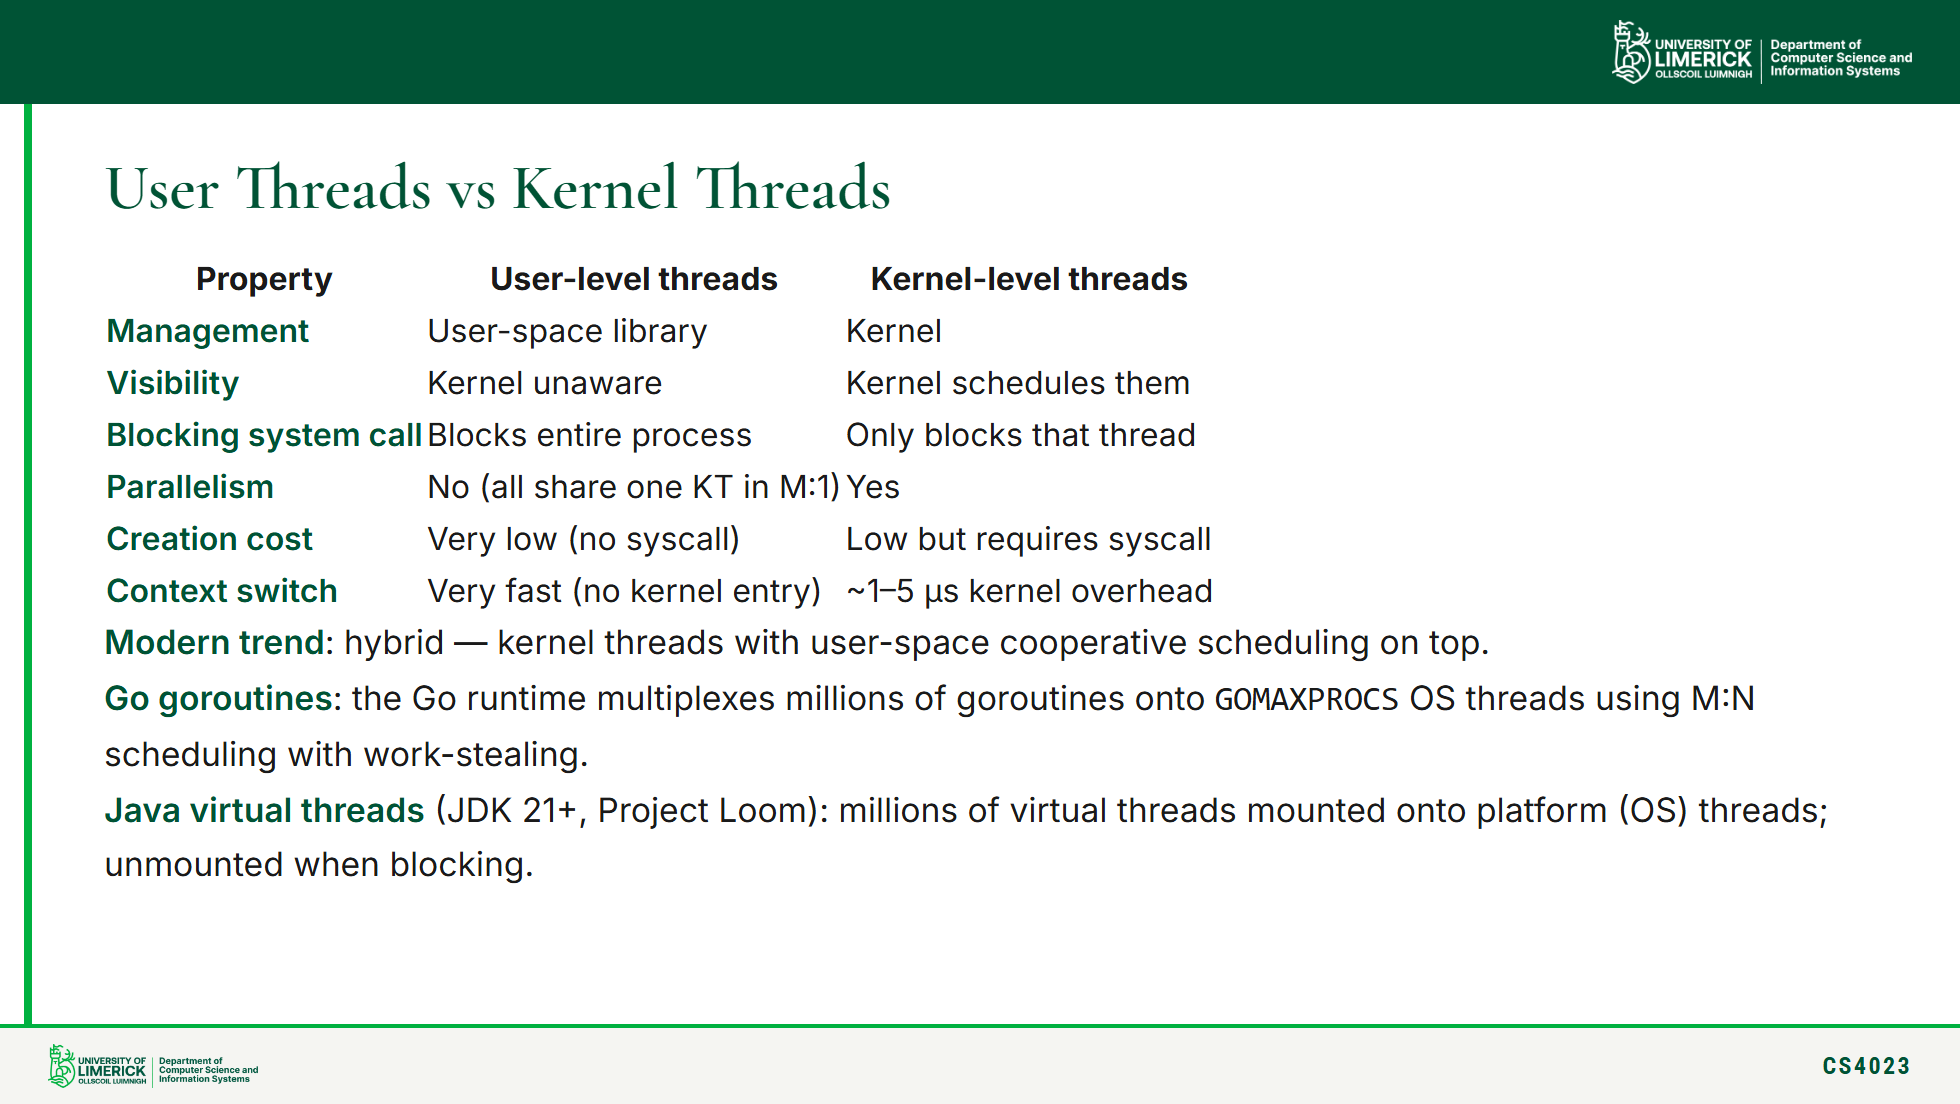 UNIVERSITY OF
LIMERICK
OLLSCOIL LUIMNIGH
Department of
Computer Science and
Information Systems
User Threads vs Kernel Threads
Property User-level threads Kernel-level threads
Management User-space library Kernel
Visibility Kernel unaware Kernel schedules them
Blocking system call Blocks entire process Only blocks that thread
Parallelism No (all share one KT in M:1) Yes
Creation cost Very low (no syscall) Low but requires syscall
Context switch Very fast (no kernel entry) ~1–5 µs kernel overhead
Modern trend: hybrid — kernel threads with user-space cooperative scheduling on top.
Go goroutines: the Go runtime multiplexes millions of goroutines onto GOMAXPROCS OS threads using M:N
scheduling with work-stealing.
Java virtual threads (JDK 21+, Project Loom): millions of virtual threads mounted onto platform (OS) threads;
unmounted when blocking.
UNIVERSITY OF
LIMERICK
OLLSCOIL LUIMNIGH
Department of
Computer Science and
Information Systems
CS4023